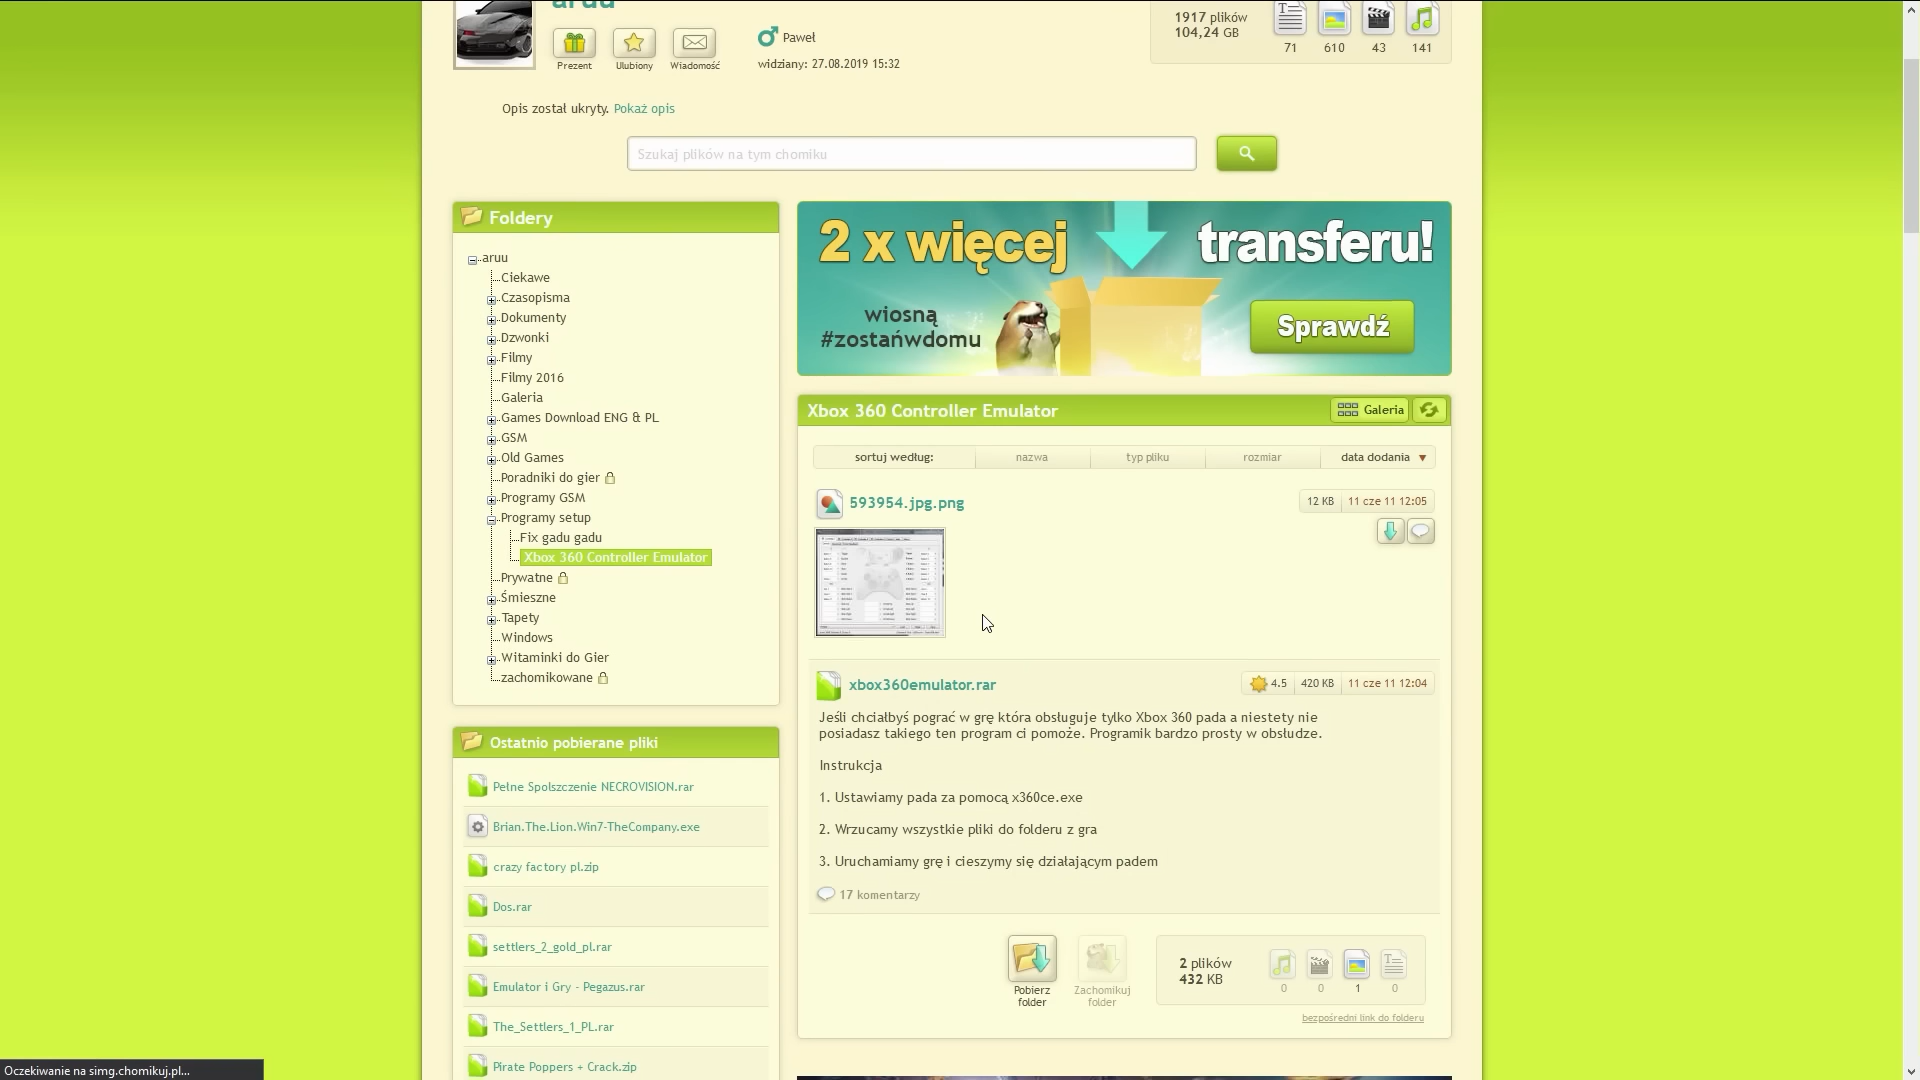 aruu
Prezent
Ulubiony
Wiadomość
Paweł
widziany: 27.08.2019 15:32
1917 plików
104,24 GB
71
610
43
141
Opis został ukryty. Pokaż opis
Szukaj plików na tym chomiku
Foldery
aruu
Ciekawe
Czasopisma
Dokumenty
Dzwonki
Filmy
Filmy 2016
Galeria
Games Download ENG & PL
GSM
Old Games
Poradniki do gier
Programy GSM
Programy setup
Fix gadu gadu
Xbox 360 Controller Emulator
Prywatne
Śmieszne
Tapety
Windows
Witaminki do Gier
zachomikowane
Ostatnio pobierane pliki
Pełne Spolszczenie NECROVISION.rar
Brian.The.Lion.Win7-TheCompany.exe
crazy factory pl.zip
Dos.rar
settlers_2_gold_pl.rar
Emulator i Gry - Pegazus.rar
The_Settlers_1_PL.rar
Pirate Poppers + Crack.zip
2 x więcej transferu!
wiosną
#zostańwdomu
Sprawdź
Xbox 360 Controller Emulator
Galeria
sortuj według:
nazwa
typ pliku
rozmiar
data dodania
593954.jpg.png
12 KB
11 cze 11 12:05
xbox360emulator.rar
4.5
420 KB
11 cze 11 12:04
Jeśli chciałbyś pograć w grę która obsługuje tylko Xbox 360 pada a niestety nie
posiadasz takiego ten program ci pomoże. Programik bardzo prosty w obsłudze.
Instrukcja
1. Ustawiamy pada za pomocą x360ce.exe
2. Wrzucamy wszystkie pliki do folderu z gra
3. Uruchamiamy grę i cieszymy się działającym padem
17 komentarzy
Pobierz
folder
Zachomikuj
folder
2 plików
432 KB
0
0
1
0
bezpośredni link do folderu
Oczekiwanie na simg.chomikuj.pl...